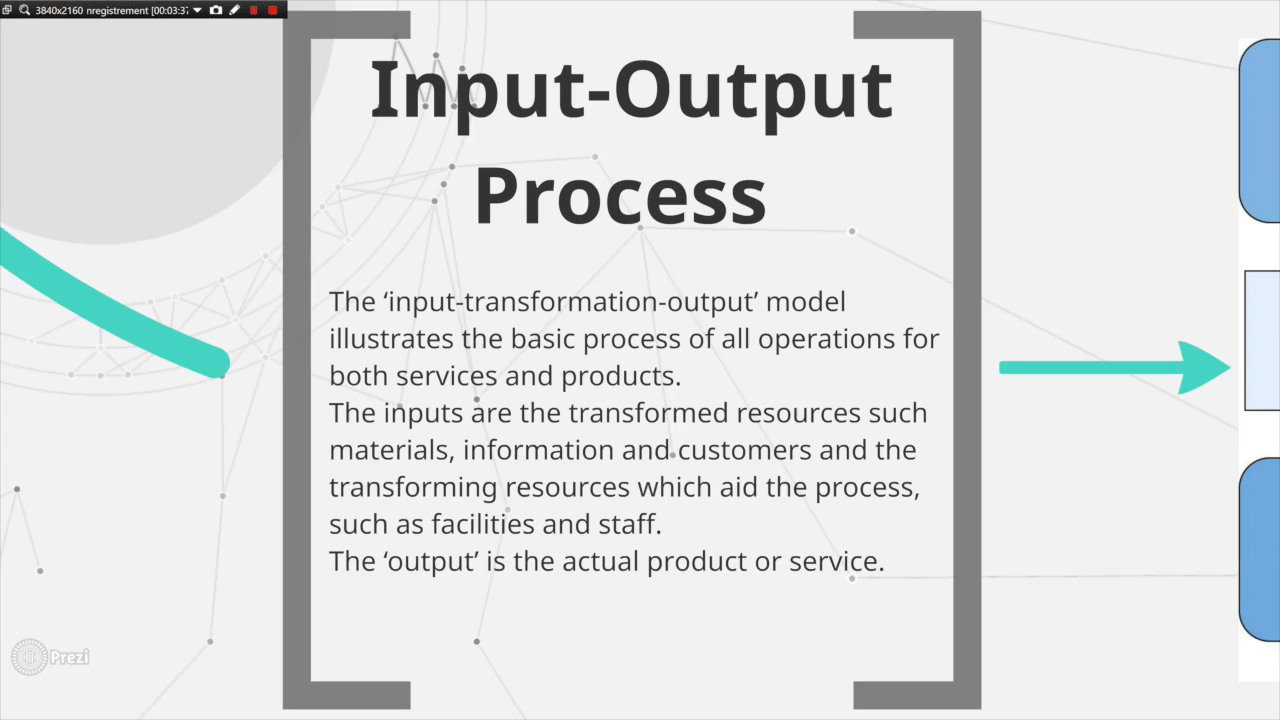 3840x2160 nregistrement [00:03:37
Input-Output
Process
The ‘input-transformation-output’ model
illustrates the basic process of all operations for
both services and products.
The inputs are the transformed resources such
materials, information and customers and the
transforming resources which aid the process,
such as facilities and staff.
The ‘output’ is the actual product or service.
Prezi